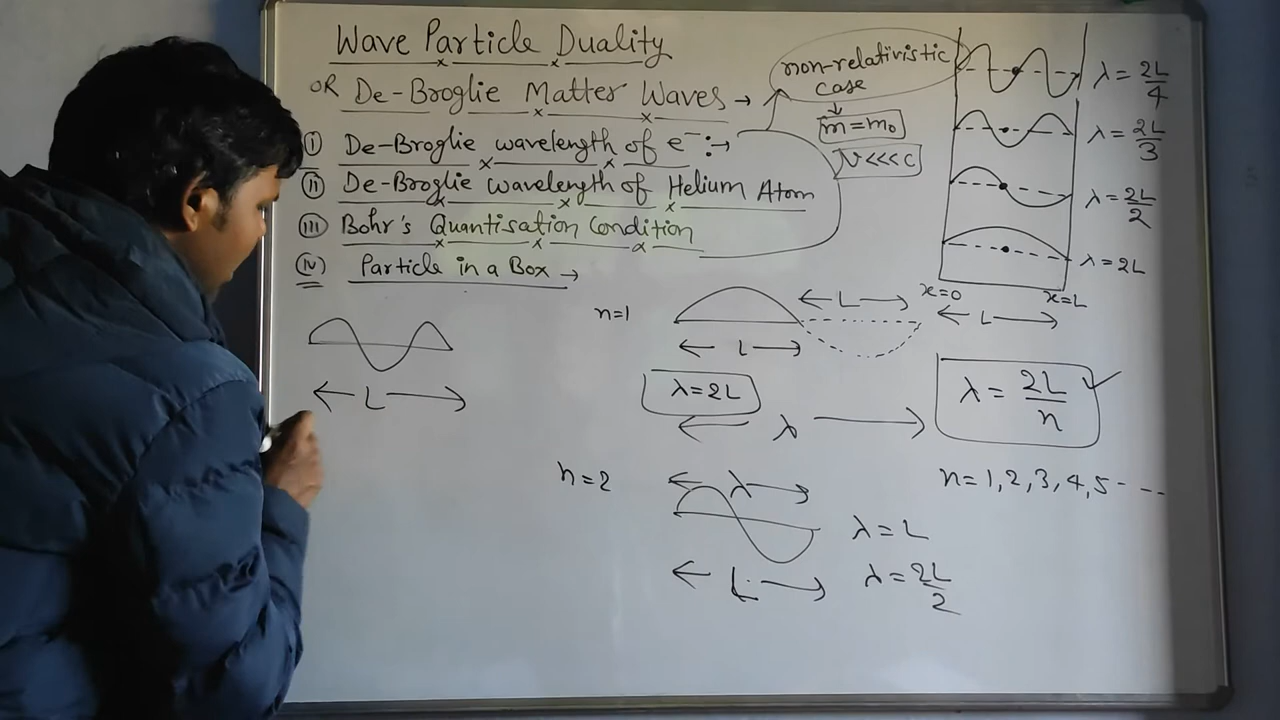 Wave Particle Duality
OR De-Broglie Matter Waves →
non-relativistic
case
m = m₀
v <<< c
(i) De-Broglie wavelength of e⁻ :→
(ii) De-Broglie wavelength of Helium Atom
(iii) Bohr's Quantisation Condition
(iv) Particle in a Box →
λ = 2L/4
λ = 2L/3
λ = 2L/2
λ = 2L
x=0
x=L
← L →
n=1
← L →
← L →
λ = 2L
← λ →
λ = 2L/n
n = 1, 2, 3, 4, 5 - - -
← L →
n = 2
← λ →
λ = L
← L →
λ = 2L/2